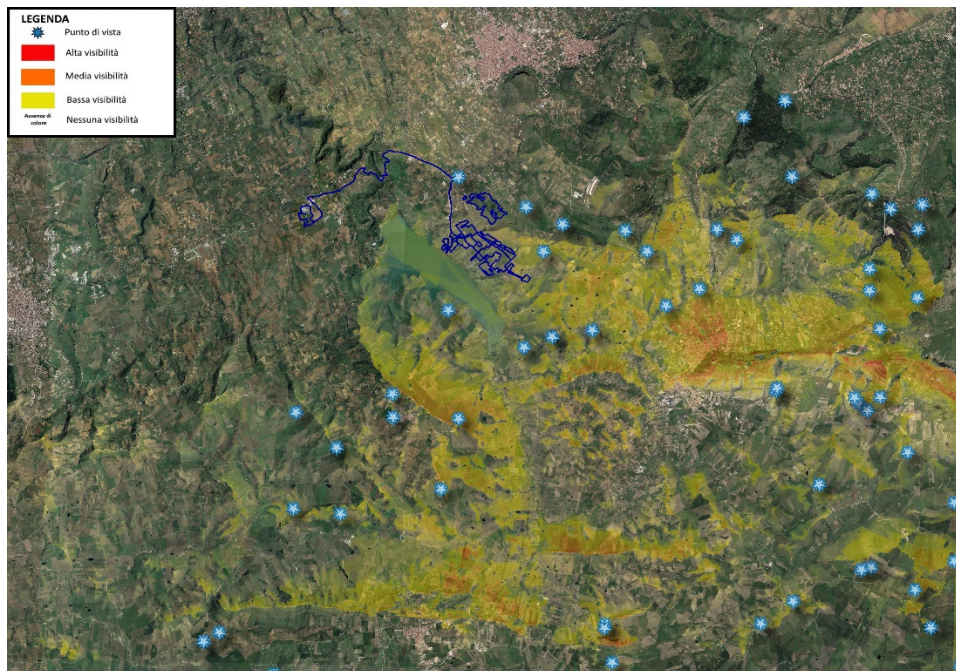 LEGENDA
Punto di vista
Alta visibilità
Media visibilità
Bassa visibilità
Assenza di
colore
Nessuna visibilità